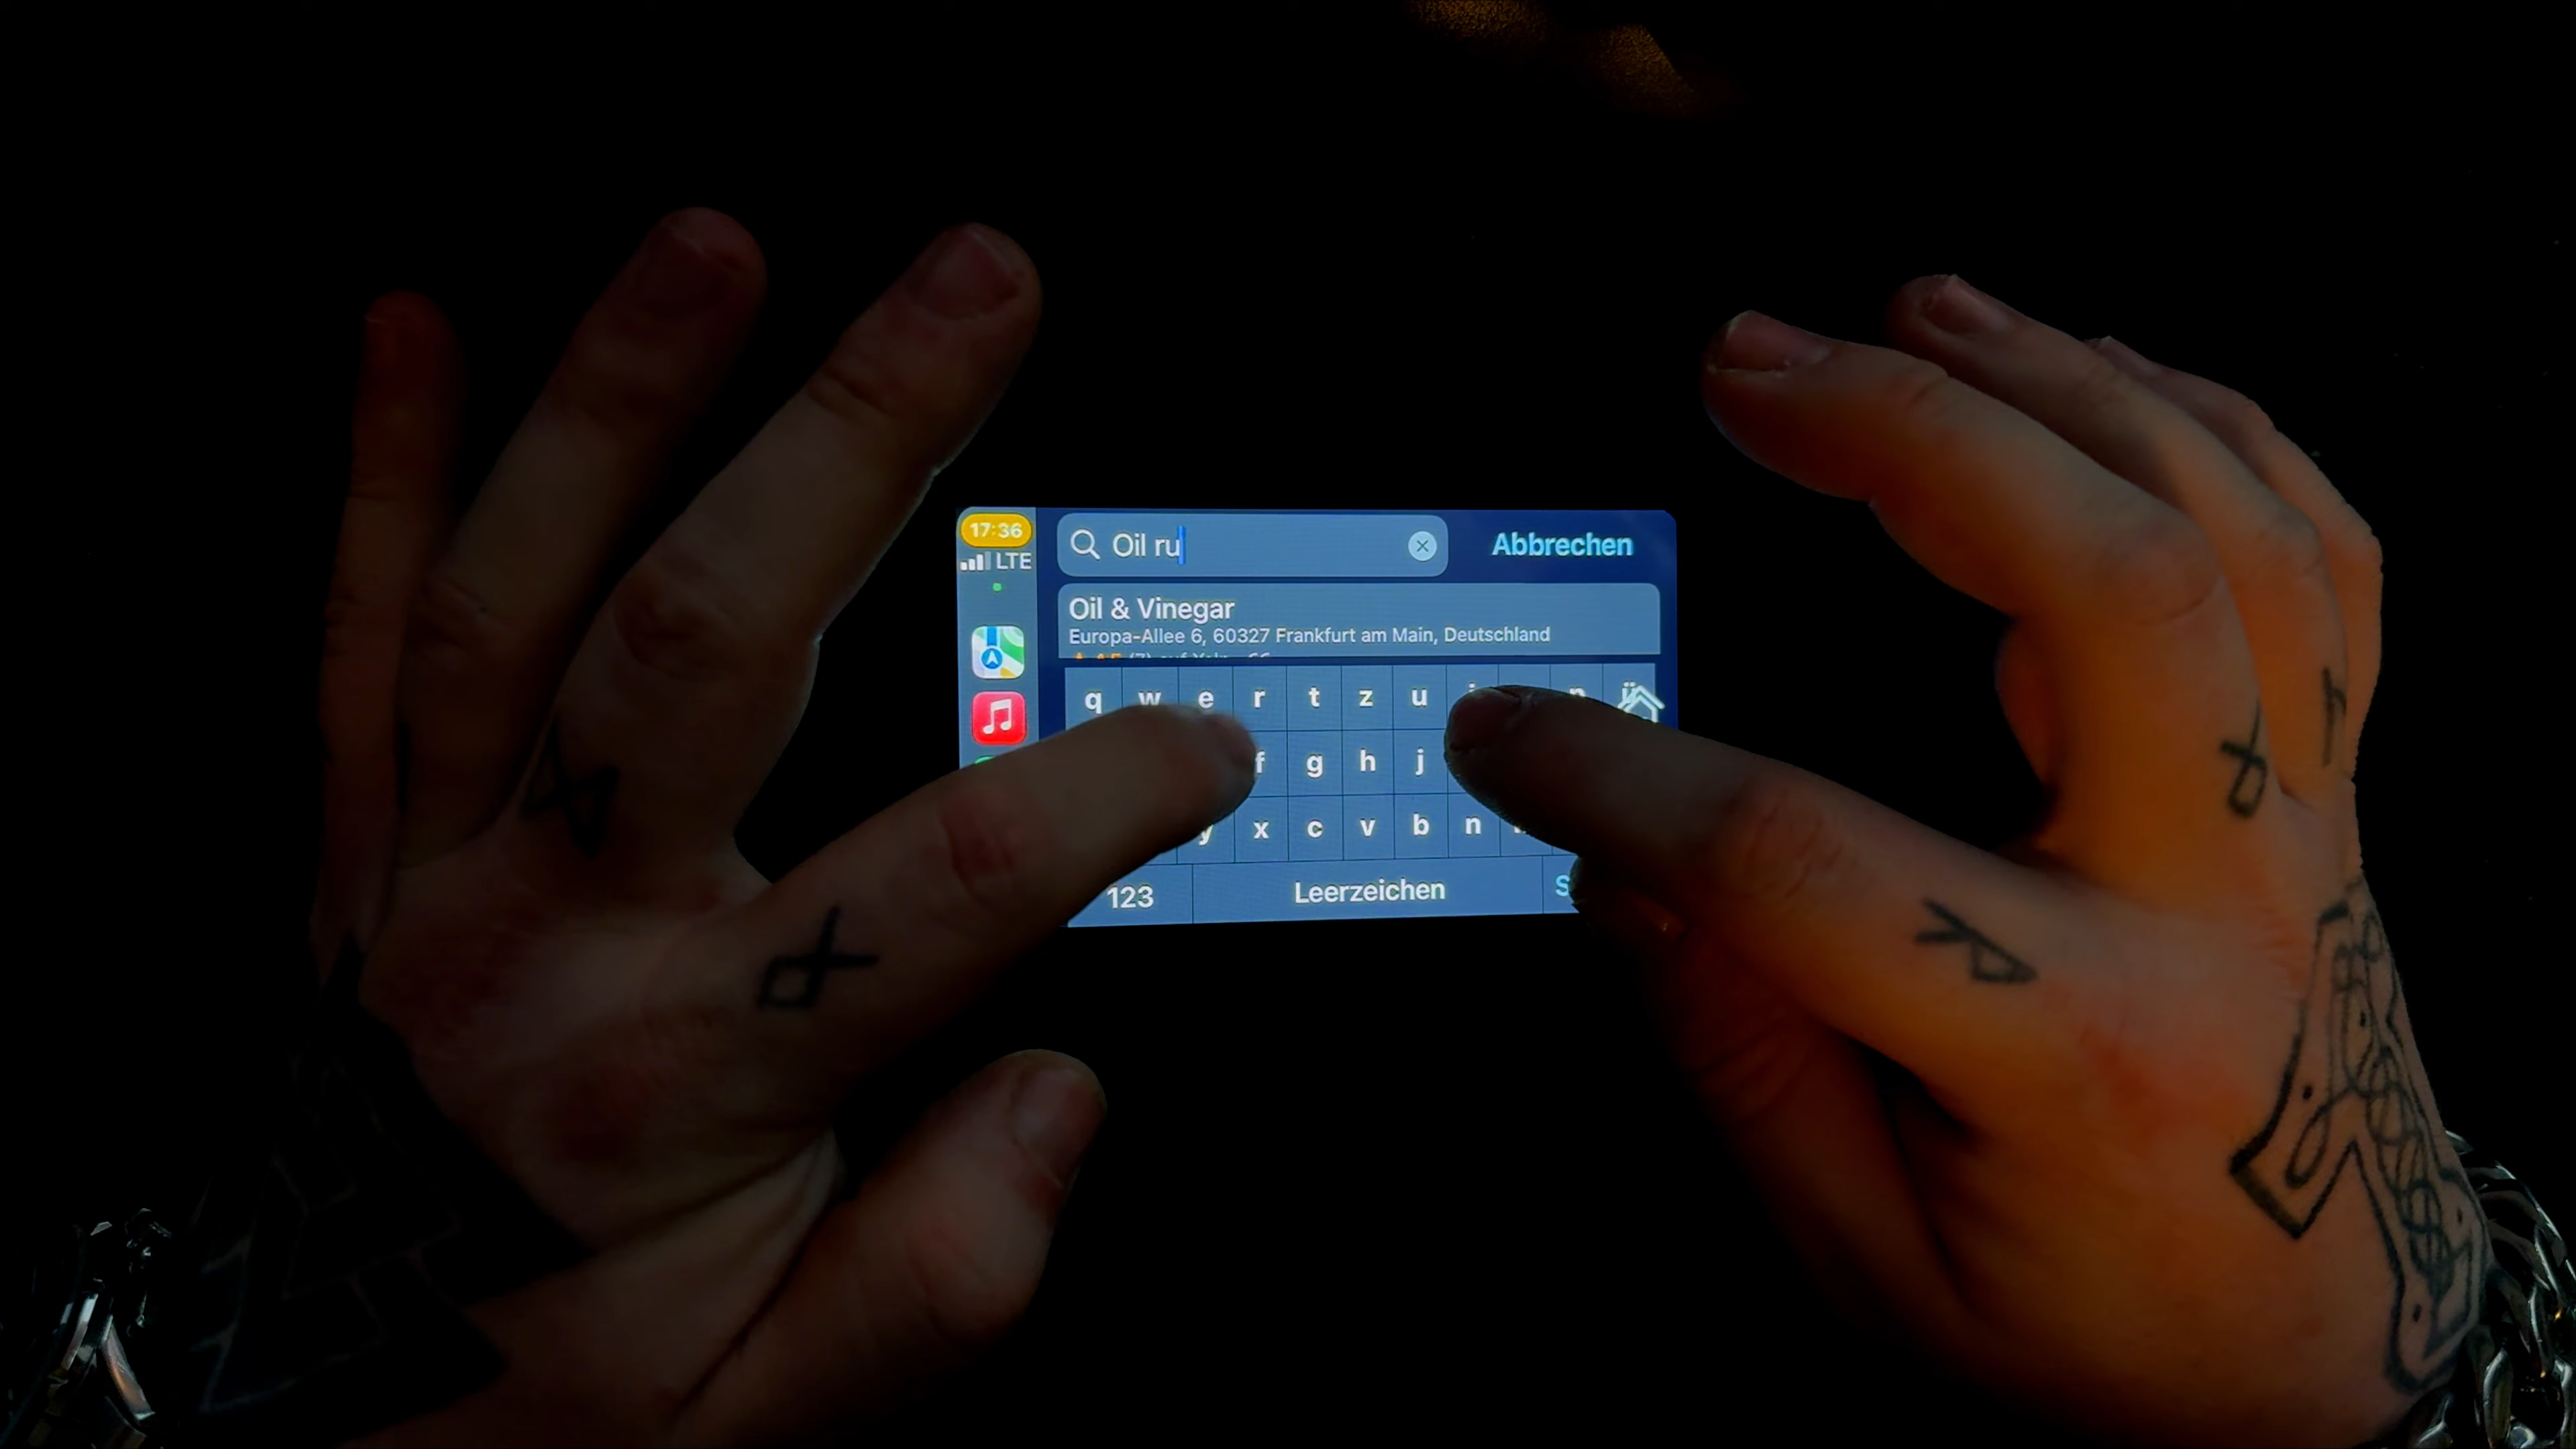 17:36
LTE
Oil ru
Abbrechen
Oil & Vinegar
Europa-Allee 6, 60327 Frankfurt am Main, Deutschland
q w e r t z u p ü
f g h j
y x c v b n
123 Leerzeichen S